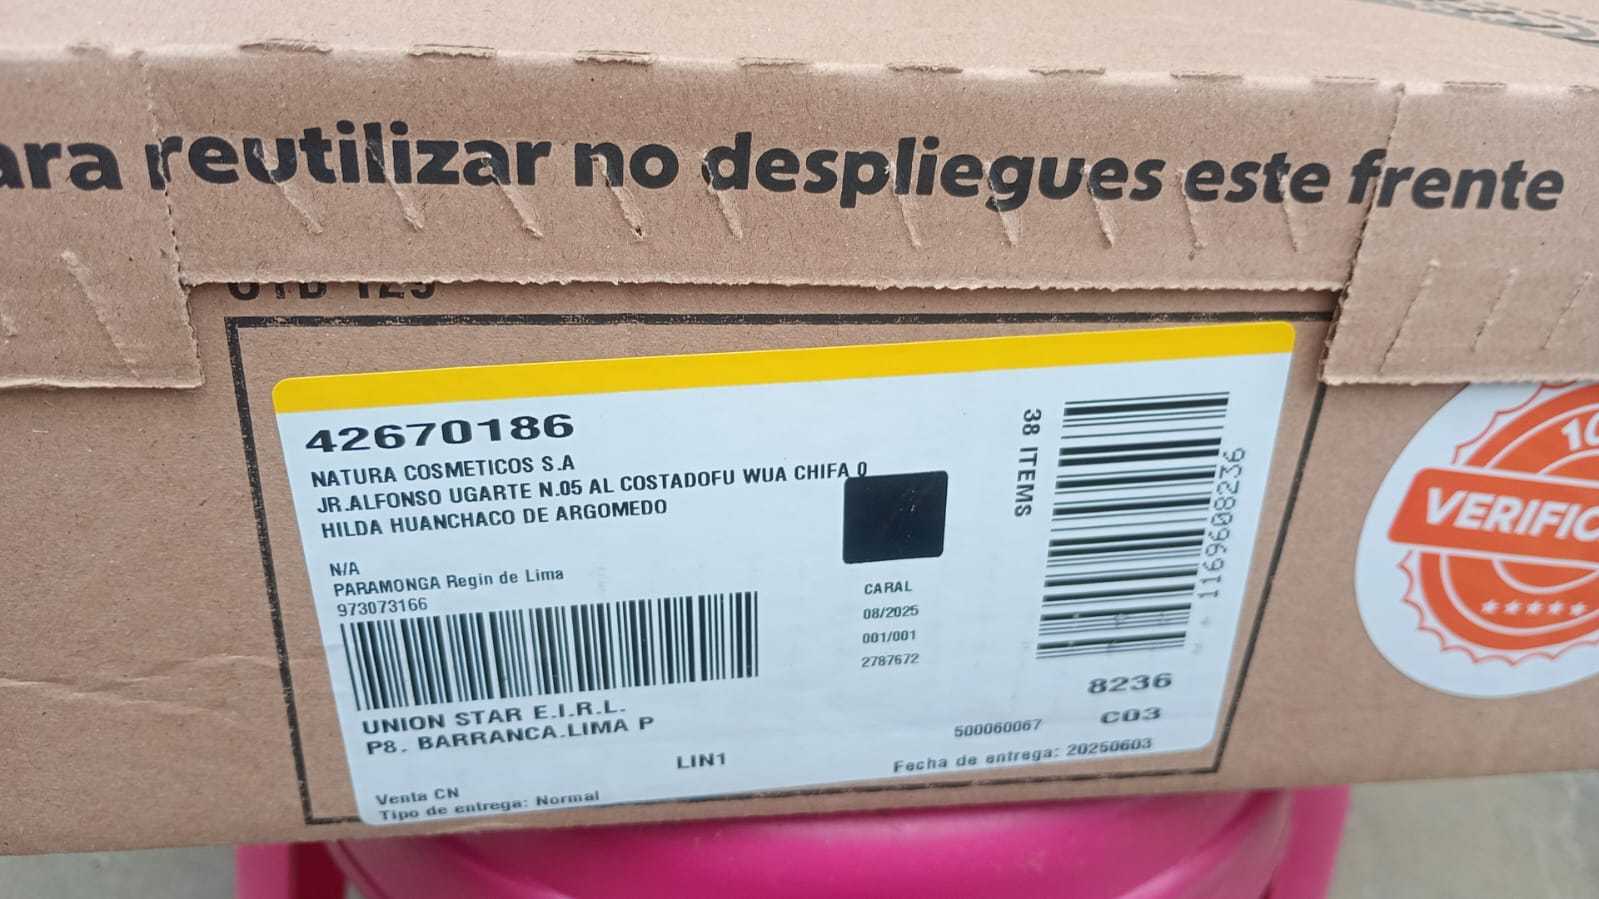 ara reutilizar no despliegues este frente
42670186
NATURA COSMETICOS S.A
JR.ALFONSO UGARTE N.05 AL COSTADOFU WUA CHIFA 0
HILDA HUANCHACO DE ARGOMEDO
N/A
PARAMONGA Regin de Lima
973073166
UNION STAR E.I.R.L.
P8. BARRANCA.LIMA P
LIN1
Venta CN
Tipo de entrega: Normal
CARAL
08/2025
001/001
2787672
38 ITEMS
1169608236
8236
C03
500060067
Fecha de entrega: 20250603
10
VERIFIC